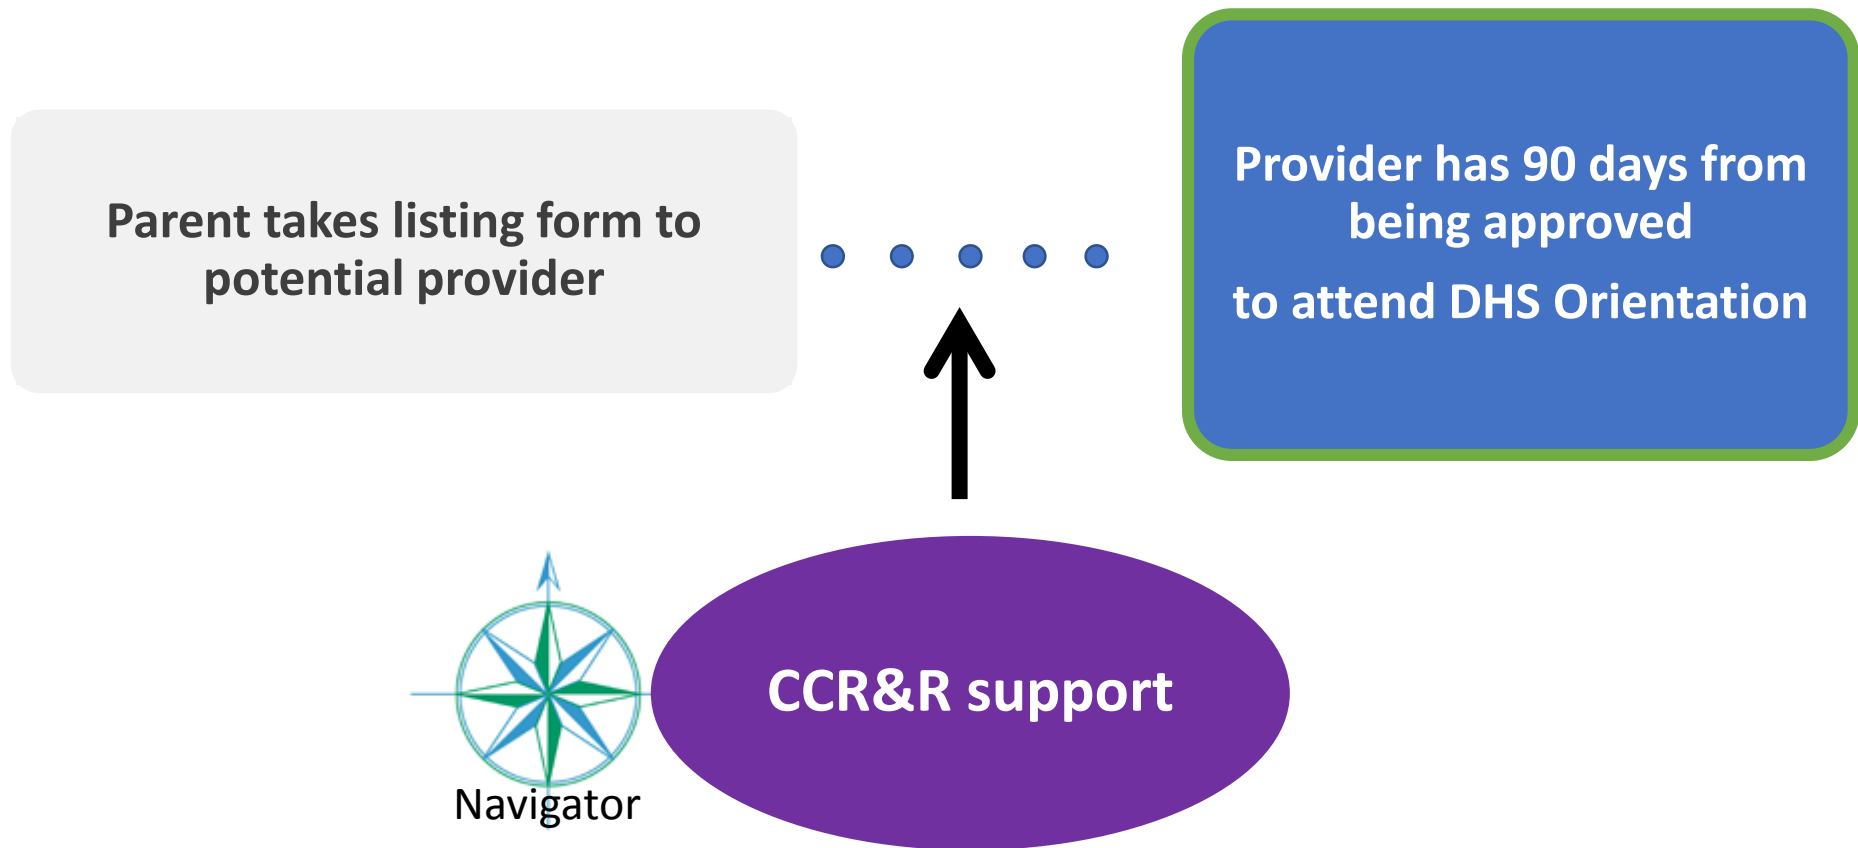 Parent takes listing form to
potential provider
Provider has 90 days from
being approved
to attend DHS Orientation
CCR&R support
Navigator